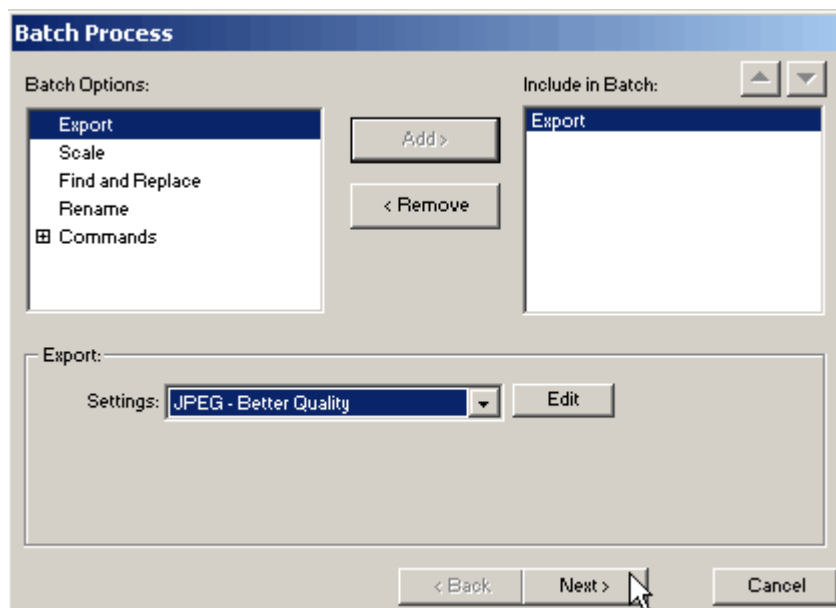 Batch Process
Batch Options:
Include in Batch:
Export
Scale
Find and Replace
Rename
Commands
Add >
< Remove
Export
Export:
Settings: JPEG - Better Quality
Edit
< Back
Next >
Cancel